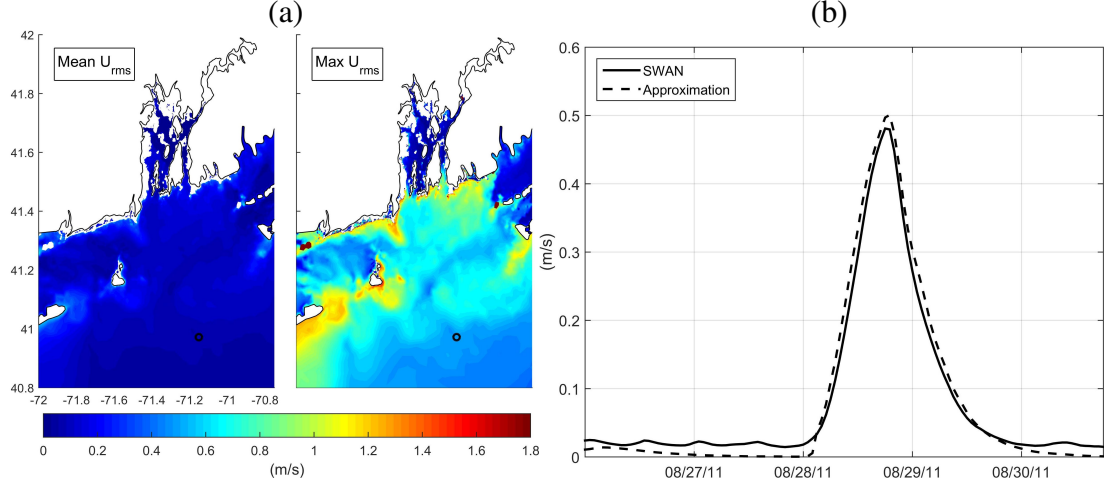 (a)
(b)
Mean U_rms
Max U_rms
42
41.8
41.6
41.4
41.2
41
40.8
-72 -71.8 -71.6 -71.4 -71.2 -71 -70.8
0 0.2 0.4 0.6 0.8 1 1.2 1.4 1.6 1.8
(m/s)
SWAN
Approximation
0.6
0.5
0.4
0.3
0.2
0.1
0
(m/s)
08/27/11 08/28/11 08/29/11 08/30/11